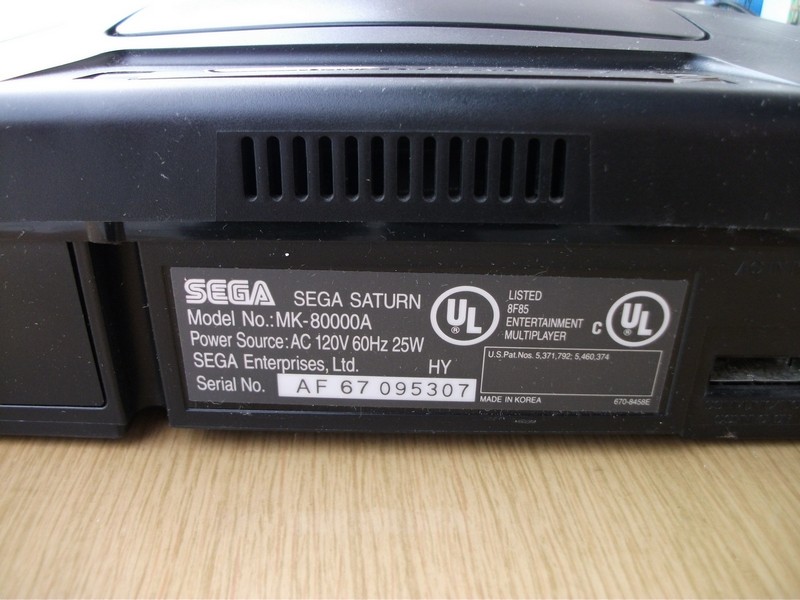 SEGA SEGA SATURN
Model No.:MK-80000A
Power Source:AC 120V 60Hz 25W
SEGA Enterprises, Ltd. HY
Serial No. AF 67 095307
UL ®
LISTED
8F85
ENTERTAINMENT
MULTIPLAYER
C UL ®
U.S.Pat.Nos. 5,371,792; 5,460,374
MADE IN KOREA
670-8458E